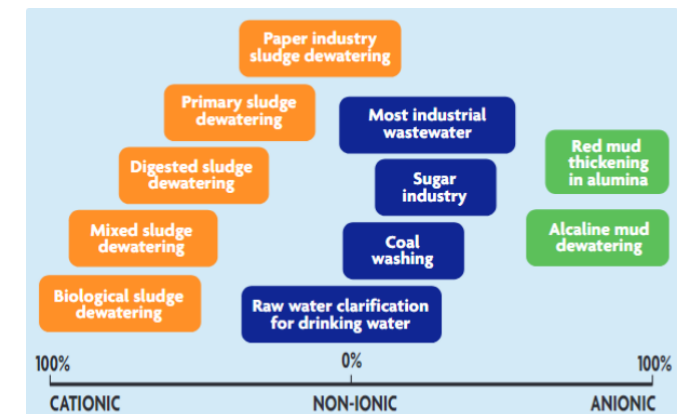 Paper industry
sludge dewatering
Primary sludge
dewatering
Most industrial
wastewater
Red mud
thickening
in alumina
Digested sludge
dewatering
Sugar
industry
Mixed sludge
dewatering
Coal
washing
Alcaline mud
dewatering
Biological sludge
dewatering
Raw water clarification
for drinking water
100%
0%
100%
CATIONIC
NON-IONIC
ANIONIC